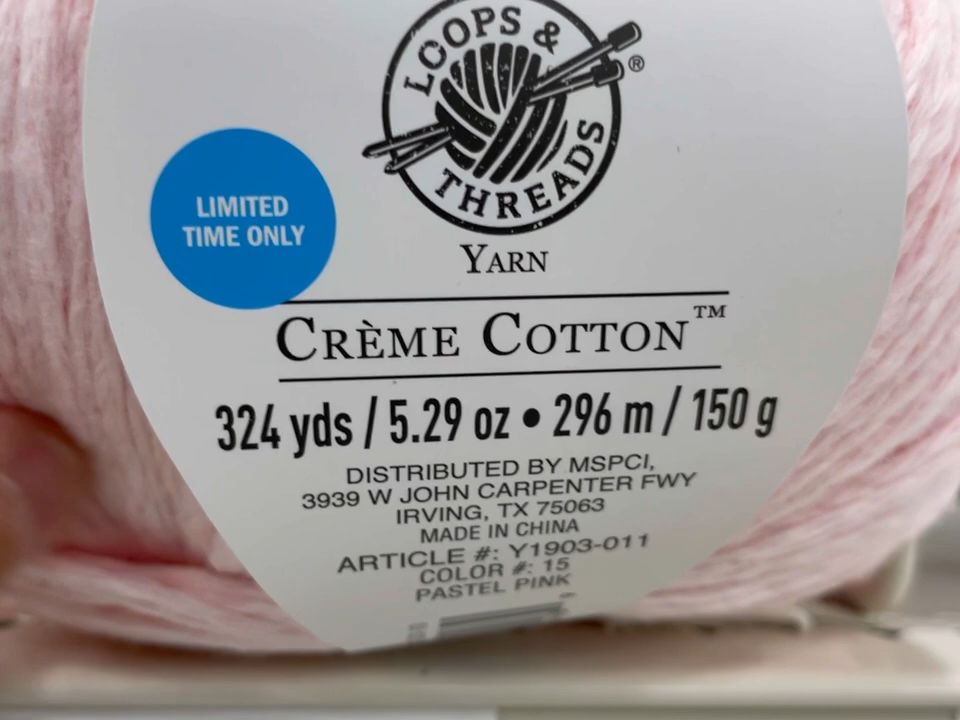 LOOPS &
THREADS
®
LIMITED
TIME ONLY
YARN
CRÈME COTTON™
324 yds / 5.29 oz • 296 m / 150 g
DISTRIBUTED BY MSPCI,
3939 W JOHN CARPENTER FWY
IRVING, TX 75063
MADE IN CHINA
ARTICLE #: Y1903-011
COLOR #: 15
PASTEL PINK